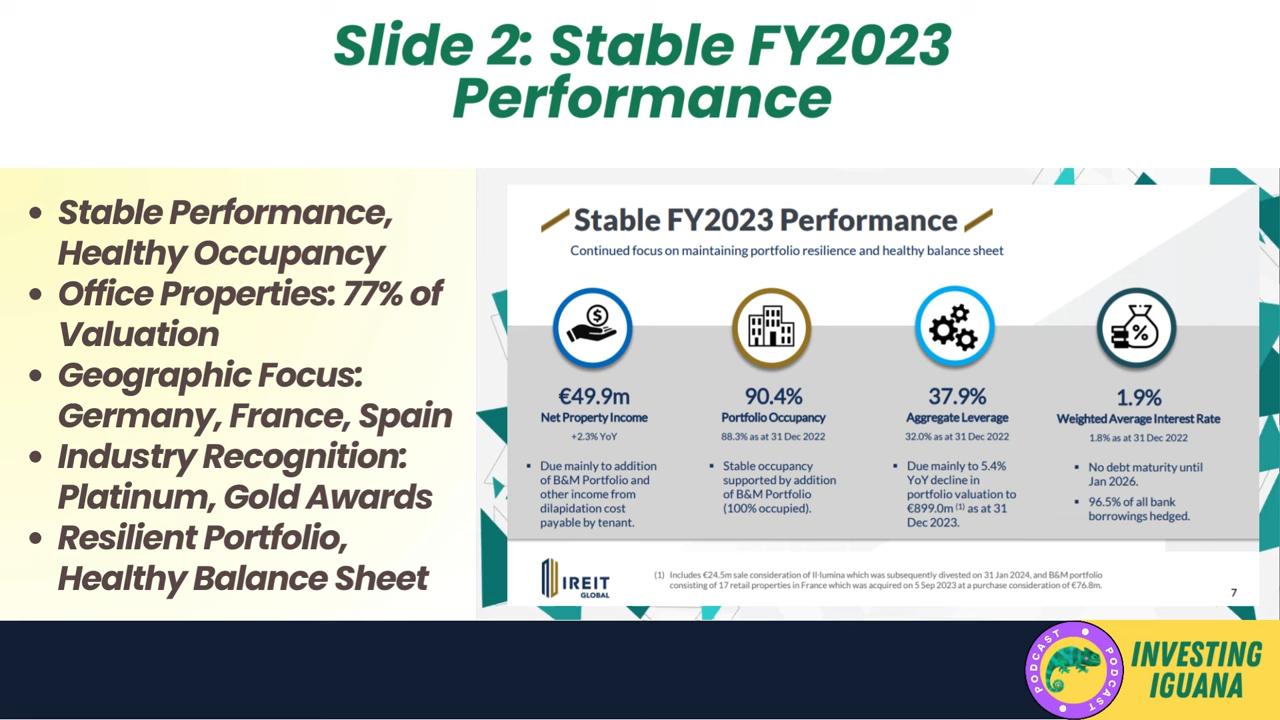 Slide 2: Stable FY2023
Performance
• Stable Performance,
Healthy Occupancy
• Office Properties: 77% of
Valuation
• Geographic Focus:
Germany, France, Spain
• Industry Recognition:
Platinum, Gold Awards
• Resilient Portfolio,
Healthy Balance Sheet
Stable FY2023 Performance
Continued focus on maintaining portfolio resilience and healthy balance sheet
€49.9m
Net Property Income
+2.3% YoY
▪ Due mainly to addition
of B&M Portfolio and
other income from
dilapidation cost
payable by tenant.
90.4%
Portfolio Occupancy
88.3% as at 31 Dec 2022
▪ Stable occupancy
supported by addition
of B&M Portfolio
(100% occupied).
37.9%
Aggregate Leverage
32.0% as at 31 Dec 2022
▪ Due mainly to 5.4%
YoY decline in
portfolio valuation to
€899.0m (1) as at 31
Dec 2023.
1.9%
Weighted Average Interest Rate
1.8% as at 31 Dec 2022
▪ No debt maturity until
Jan 2026.
▪ 96.5% of all bank
borrowings hedged.
IREIT
GLOBAL
(1) Includes €24.5m sale consideration of Il·lumina which was subsequently divested on 31 Jan 2024, and B&M portfolio
consisting of 17 retail properties in France which was acquired on 5 Sep 2023 at a purchase consideration of €76.8m.
7
PODCAST
PODCAST
PODCAST
INVESTING
IGUANA